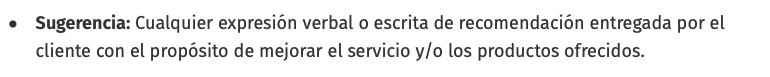 • Sugerencia: Cualquier expresión verbal o escrita de recomendación entregada por el
cliente con el propósito de mejorar el servicio y/o los productos ofrecidos.